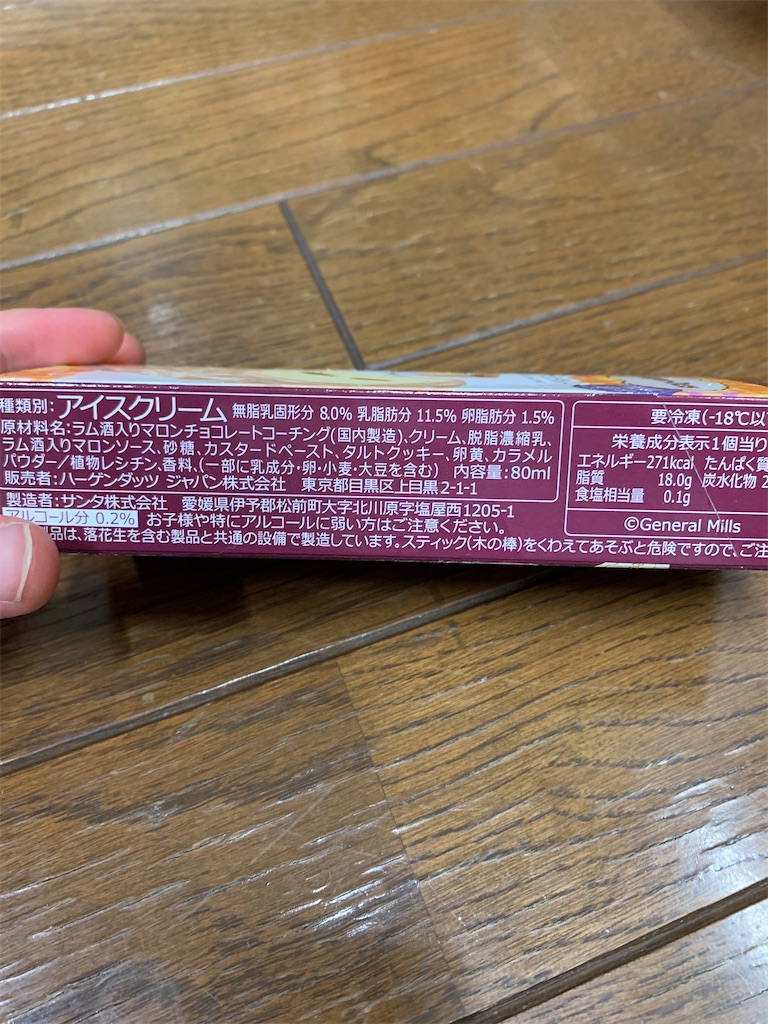 種類別:アイスクリーム 無脂乳固形分 8.0% 乳脂肪分 11.5% 卵脂肪分 1.5%
原材料名:ラム酒入りマロンチョコレートコーチング(国内製造)、クリーム、脱脂濃縮乳、
ラム酒入りマロンソース、砂糖、カスタードペースト、タルトクッキー、卵黄、カラメル
パウダー/植物レシチン、香料、(一部に乳成分・卵・小麦・大豆を含む) 内容量:80ml
販売者:ハーゲンダッツ ジャパン株式会社 東京都目黒区上目黒2-1-1
製造者:サンタ株式会社 愛媛県伊予郡松前町大字北川原字塩屋西1205-1
アルコール分 0.2% お子様や特にアルコールに弱い方はご注意ください。
品は、落花生を含む製品と共通の設備で製造しています。スティック(木の棒)をくわえてあそぶと危険ですので、ご注
要冷凍(-18℃以下
栄養成分表示1個当り
エネルギー271kcal たんぱく質
脂質 18.0g 炭水化物 2
食塩相当量 0.1g
©General Mills